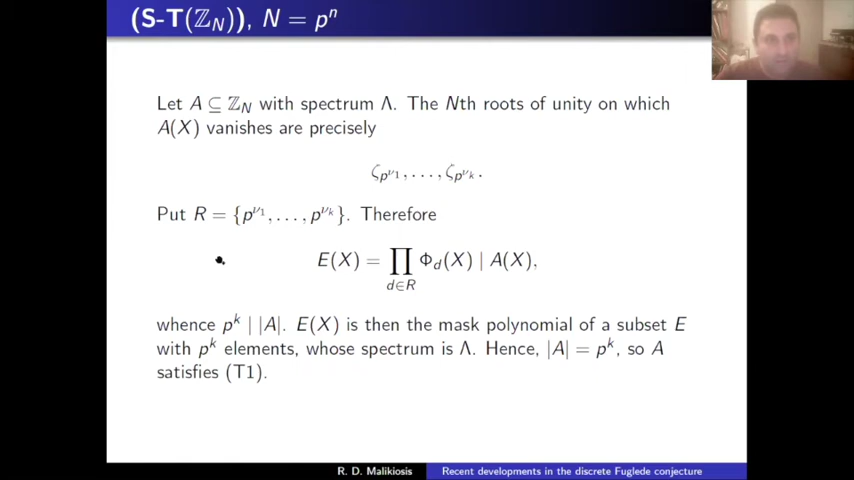 (S-T(ℤ_N)), N = p^n
Let A ⊆ ℤ_N with spectrum Λ. The Nth roots of unity on which
A(X) vanishes are precisely
ζ_{p^{ν_1}}, . . . , ζ_{p^{ν_k}}.
Put R = {p^{ν_1}, . . . , p^{ν_k}}. Therefore
E(X) = ∏_{d∈R} Φ_d(X) | A(X),
whence p^k | |A|. E(X) is then the mask polynomial of a subset E
with p^k elements, whose spectrum is Λ. Hence, |A| = p^k, so A
satisfies (T1).
R. D. Malikiosis Recent developments in the discrete Fuglede conjecture